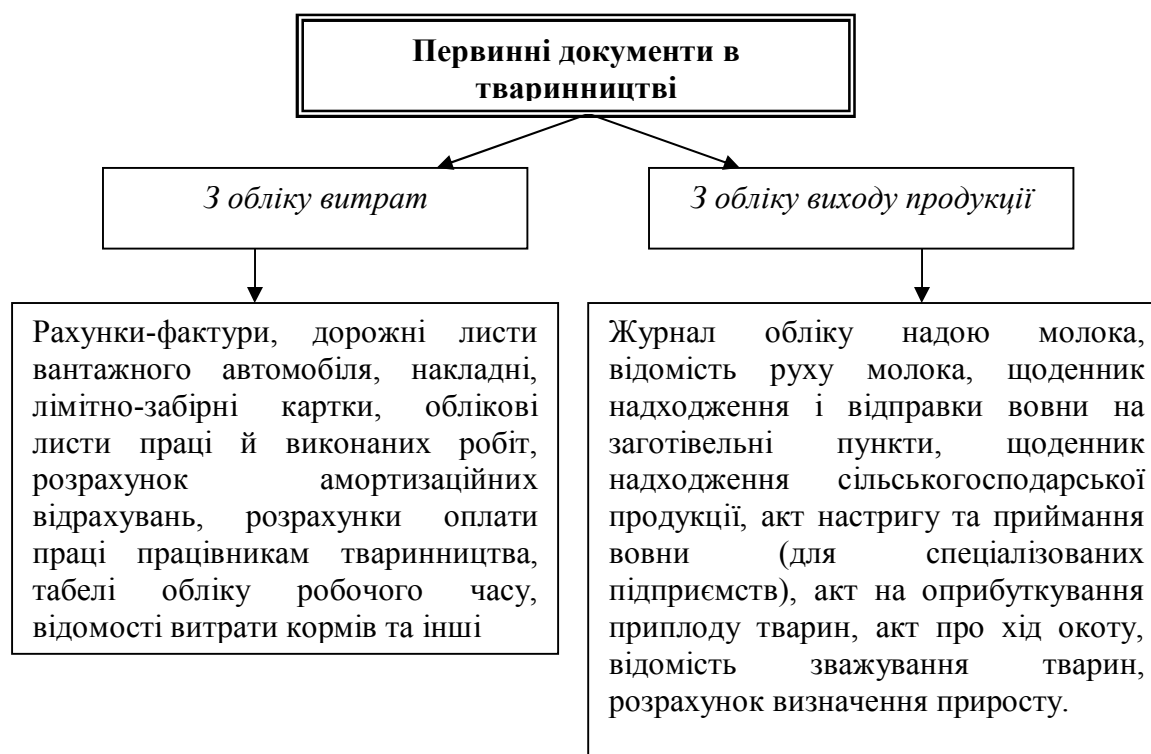 Первинні документи в
тваринництві
З обліку витрат
З обліку виходу продукції
Рахунки-фактури, дорожні листи
вантажного автомобіля, накладні,
лімітно-забірні картки, облікові
листи праці й виконаних робіт,
розрахунок амортизаційних
відрахувань, розрахунки оплати
праці працівникам тваринництва,
табелі обліку робочого часу,
відомості витрати кормів та інші
Журнал обліку надою молока,
відомість руху молока, щоденник
надходження і відправки вовни на
заготівельні пункти, щоденник
надходження сільськогосподарської
продукції, акт настригу та приймання
вовни (для спеціалізованих
підприємств), акт на оприбуткування
приплоду тварин, акт про хід окоту,
відомість зважування тварин,
розрахунок визначення приросту.